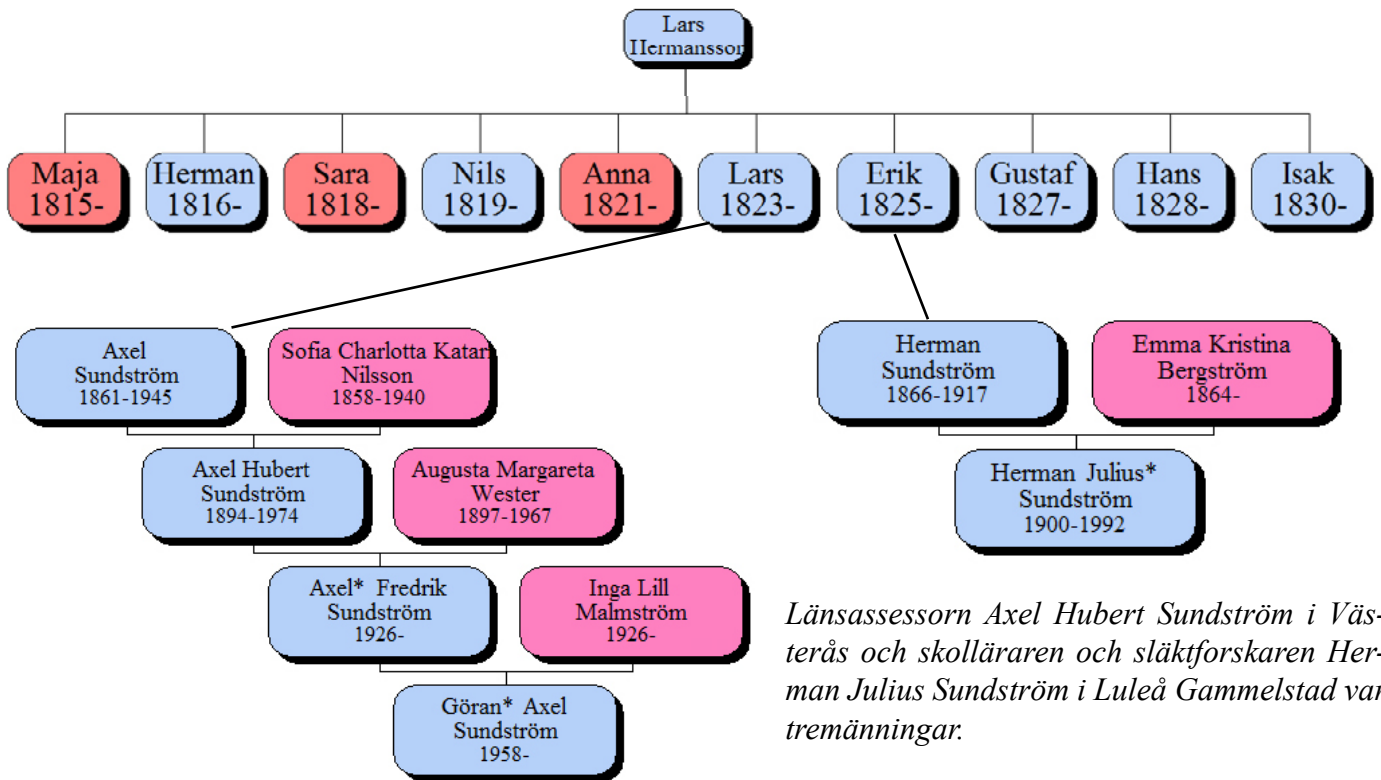 Lars
Hermansson
Maja
1815-
Herman
1816-
Sara
1818-
Nils
1819-
Anna
1821-
Lars
1823-
Erik
1825-
Gustaf
1827-
Hans
1828-
Isak
1830-
Axel
Sundström
1861-1945
Sofia Charlotta Katari
Nilsson
1858-1940
Herman
Sundström
1866-1917
Emma Kristina
Bergström
1864-
Axel Hubert
Sundström
1894-1974
Augusta Margareta
Wester
1897-1967
Herman Julius*
Sundström
1900-1992
Axel* Fredrik
Sundström
1926-
Inga Lill
Malmström
1926-
Göran* Axel
Sundström
1958-
Länsassessorn Axel Hubert Sundström i Väs-
terås och skolläraren och släktforskaren Her-
man Julius Sundström i Luleå Gammelstad var
tremänningar.